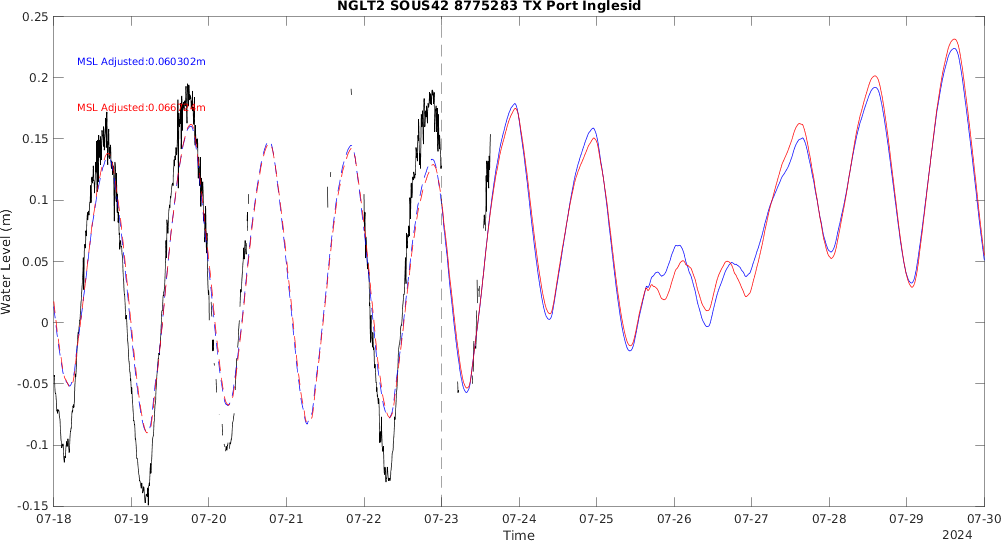 NGLT2 SOUS42 8775283 TX Port Inglesid
0.25
MSL Adjusted:0.060302m
0.2
0.15
0.1
0.05
0
-0.05
-0.1
-0.15
Water Level (m)
07-18 07-19 07-20 07-21 07-22 07-23 07-24 07-25 07-26 07-27 07-28 07-29 07-30
Time
2024